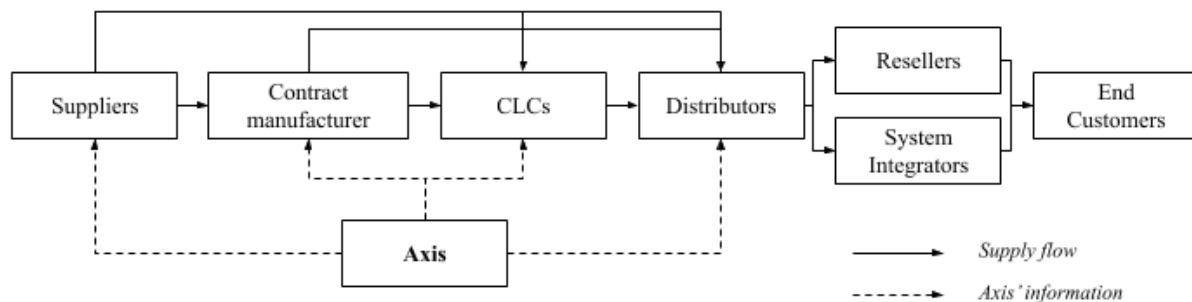 Suppliers
Contract
manufacturer
CLCs
Distributors
Resellers
System
Integrators
End
Customers
Axis
Supply flow
Axis' information